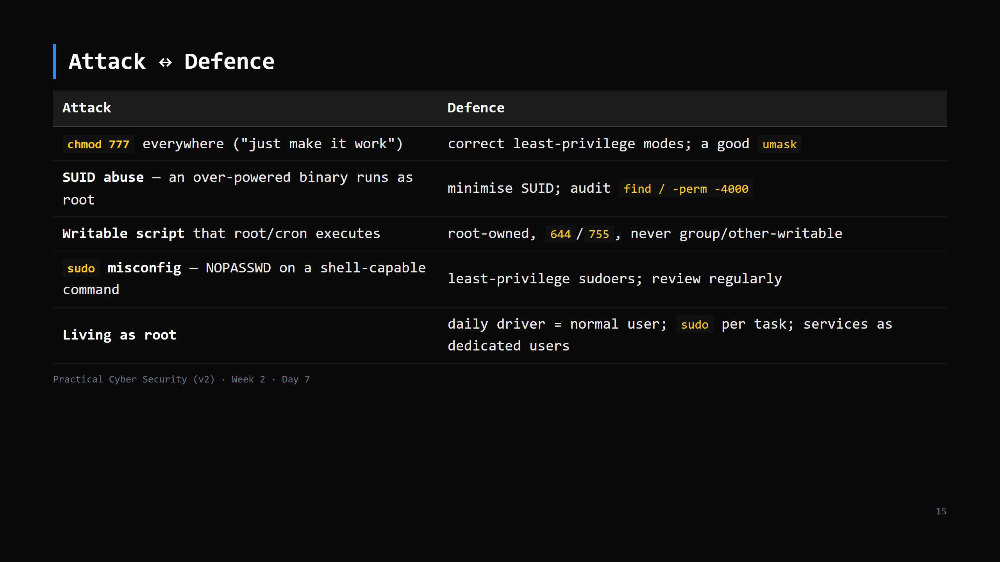 Attack ↔ Defence
Attack
Defence
chmod 777 everywhere ("just make it work")
correct least-privilege modes; a good umask
SUID abuse — an over-powered binary runs as
root
minimise SUID; audit find / -perm -4000
Writable script that root/cron executes
root-owned, 644/755, never group/other-writable
sudo misconfig — NOPASSWD on a shell-capable
command
least-privilege sudoers; review regularly
Living as root
daily driver = normal user; sudo per task; services as
dedicated users
Practical Cyber Security (v2) · Week 2 · Day 7
15